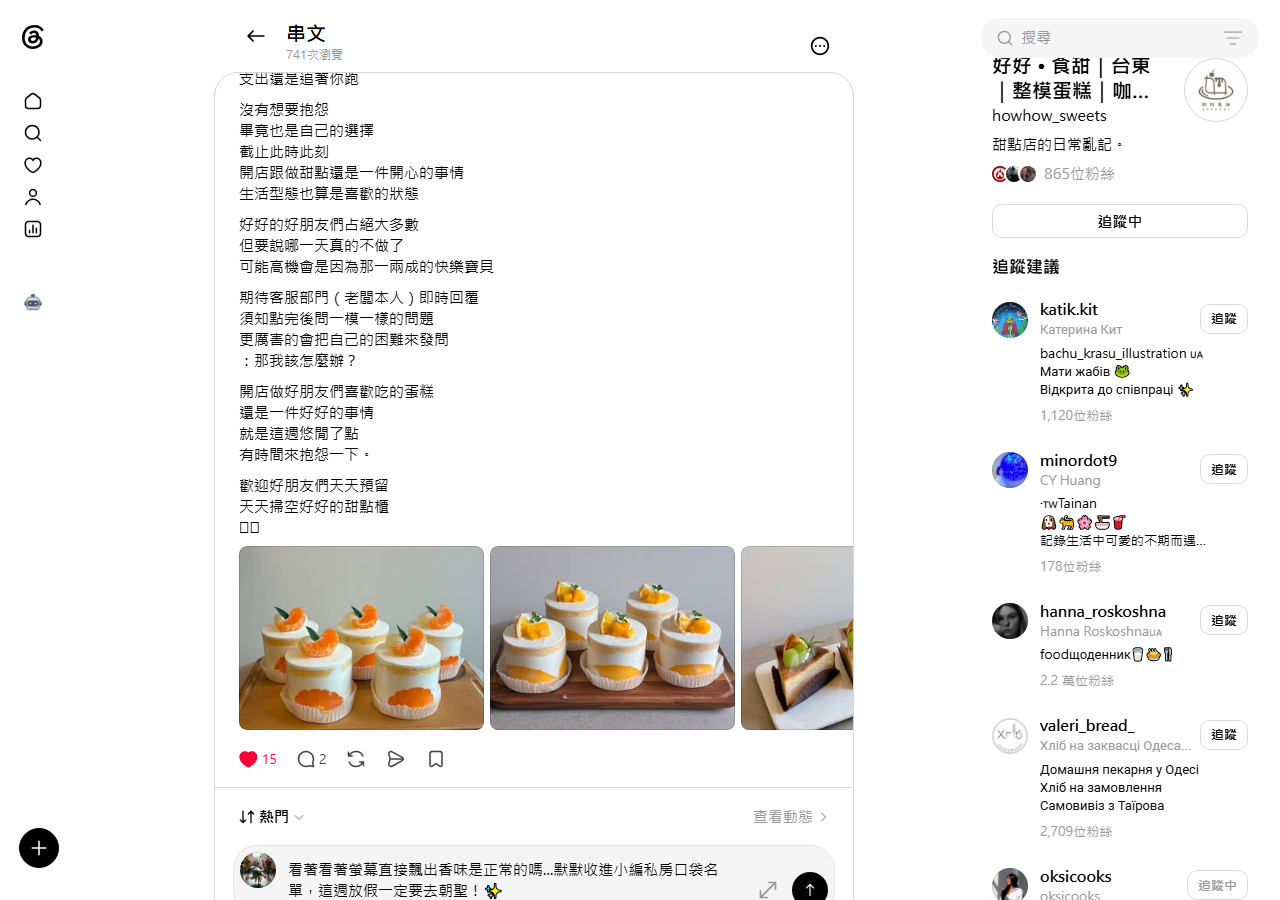 串文
741次瀏覽
支出還是追著你跑
沒有想要抱怨
畢竟也是自己的選擇
截止此時此刻
開店跟做甜點還是一件開心的事情
生活型態也算是喜歡的狀態
好好的好朋友們占絕大多數
但要說哪一天真的不做了
可能高機會是因為那一兩成的快樂寶貝
期待客服部門（老闆本人）即時回覆
須知點完後問一模一樣的問題
更厲害的會把自己的困難來發問
：那我該怎麼辦？
開店做好朋友們喜歡吃的蛋糕
還是一件好好的事情
就是這週悠閒了點
有時間來抱怨一下。
歡迎好朋友們天天預留
天天掃空好好的甜點櫃
15
2
熱門
查看動態
看著看著螢幕直接飄出香味是正常的嗎...默默收進小編私房口袋名
單，這週放假一定要去朝聖！✨
搜尋
好好 • 食甜｜台東
｜整模蛋糕｜咖...
howhow_sweets
甜點店的日常亂記。
865位粉絲
追蹤中
追蹤建議
katik.kit
追蹤
Катерина Кит
bachu_krasu_illustration 🇺🇦
Мати жабів 🐸
Відкрита до співпраці ✨
1,120位粉絲
minordot9
追蹤
CY Huang
·🇹🇼Tainan
🐶🐈🌸🍜🥤
記錄生活中可愛的不期而遇...
178位粉絲
hanna_roskoshna
追蹤
Hanna Roskoshna🇺🇦
foodщоденник🥛🥧👖
2.2 萬位粉絲
valeri_bread_
追蹤
Хліб на заквасці Одеса...
Домашня пекарня у Одесі
Хліб на замовлення
Самовивіз з Таїрова
2,709位粉絲
oksicooks
追蹤中
oksicooks